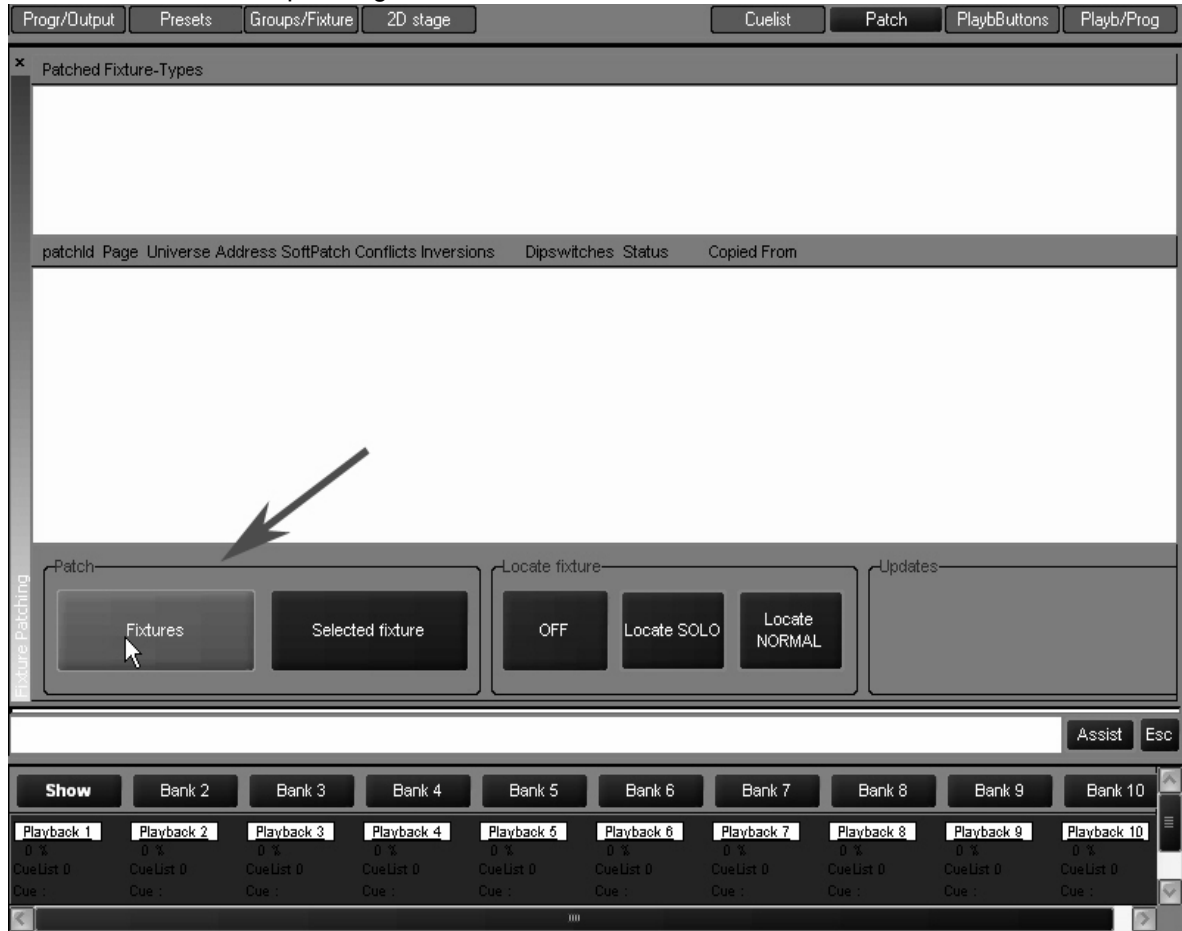 Progr/Output Presets Groups/Fixture 2D stage Cuelist Patch PlaybButtons Playb/Prog
Patched Fixture-Types
patchId Page Universe Address SoftPatch Conflicts Inversions Dipswitches Status Copied From
Fixture Patching
Patch Locate fixture Updates
Fixtures Selected fixture OFF Locate SOLO Locate NORMAL
Assist Esc
Show Bank 2 Bank 3 Bank 4 Bank 5 Bank 6 Bank 7 Bank 8 Bank 9 Bank 10
Playback 1 Playback 2 Playback 3 Playback 4 Playback 5 Playback 6 Playback 7 Playback 8 Playback 9 Playback 10
0 % 0 % 0 % 0 % 0 % 0 % 0 % 0 % 0 % 0 %
CueList 0 CueList 0 CueList 0 CueList 0 CueList 0 CueList 0 CueList 0 CueList 0 CueList 0 CueList 0
Cue : Cue : Cue : Cue : Cue : Cue : Cue : Cue : Cue : Cue :